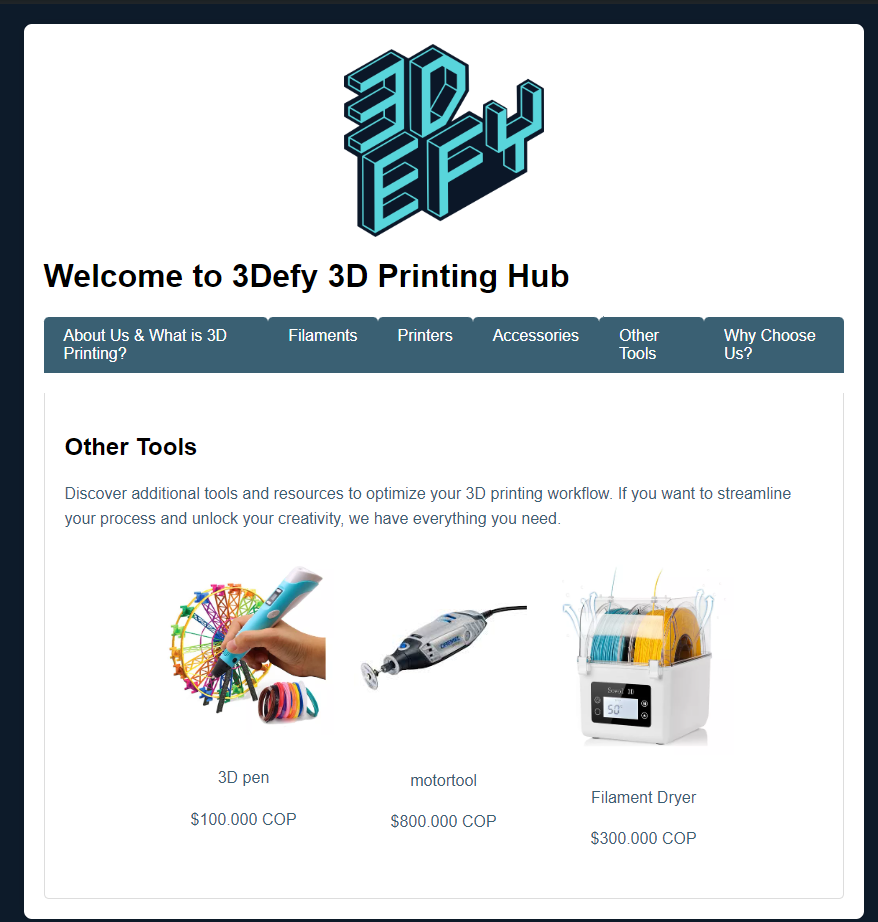 3D
EFY
Welcome to 3Defy 3D Printing Hub
About Us & What is 3D
Printing?
Filaments
Printers
Accessories
Other
Tools
Why Choose
Us?
Other Tools
Discover additional tools and resources to optimize your 3D printing workflow. If you want to streamline
your process and unlock your creativity, we have everything you need.
DREMEL
50°
3D pen
$100.000 COP
motortool
$800.000 COP
Filament Dryer
$300.000 COP